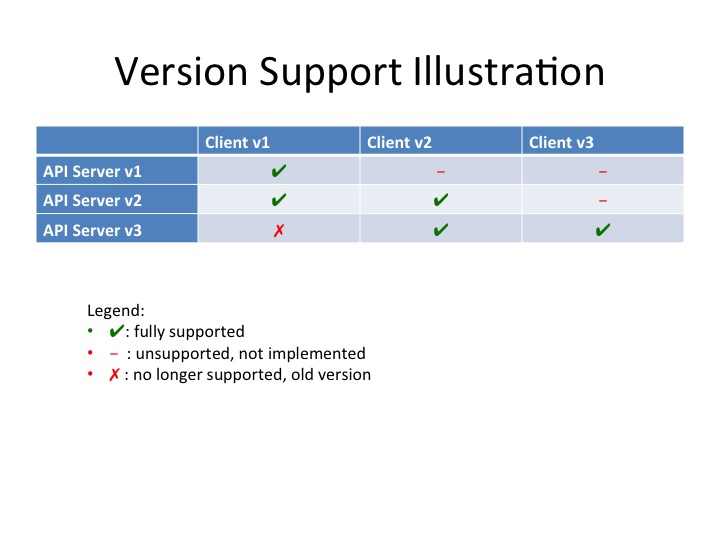 Version Support Illustration
Client v1 Client v2 Client v3
API Server v1 ✔ – –
API Server v2 ✔ ✔ –
API Server v3 ✗ ✔ ✔
Legend:
• ✔: fully supported
• – : unsupported, not implemented
• ✗ : no longer supported, old version